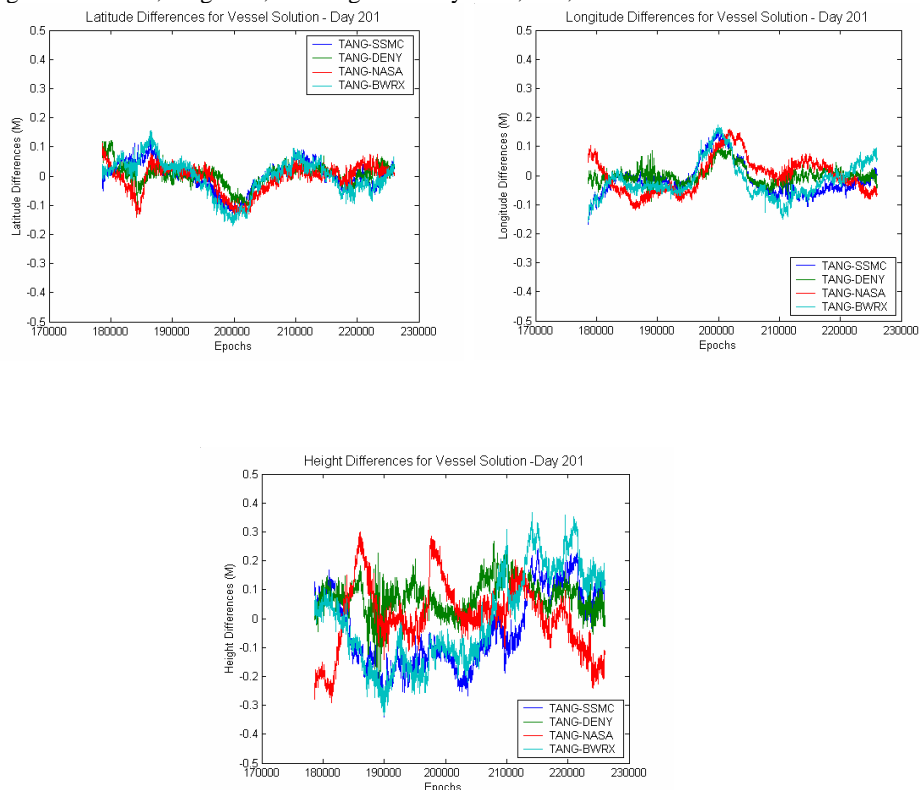 Latitude Differences for Vessel Solution - Day 201
0.5
0.4
0.3
0.2
0.1
0
-0.1
-0.2
-0.3
-0.4
-0.5
Latitude Differences (M)
TANG-SSMC
TANG-DENY
TANG-NASA
TANG-BWRX
170000 180000 190000 200000 210000 220000 230000
Epochs
Longitude Differences for Vessel Solution - Day 201
0.5
0.4
0.3
0.2
0.1
0
-0.1
-0.2
-0.3
-0.4
-0.5
Longitude Differences (M)
TANG-SSMC
TANG-DENY
TANG-NASA
TANG-BWRX
170000 180000 190000 200000 210000 220000 230000
Epochs
Height Differences for Vessel Solution -Day 201
0.5
0.4
0.3
0.2
0.1
0
-0.1
-0.2
-0.3
-0.4
-0.5
Height Differences (M)
TANG-SSMC
TANG-DENY
TANG-NASA
TANG-BWRX
170000 180000 190000 200000 210000 220000 230000
Epochs